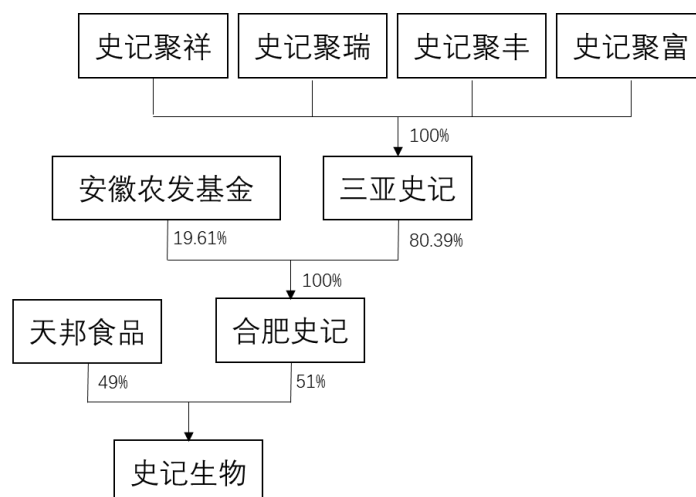 史记聚祥
史记聚瑞
史记聚丰
史记聚富
100%
安徽农发基金
三亚史记
19.61%
80.39%
100%
天邦食品
合肥史记
49%
51%
史记生物